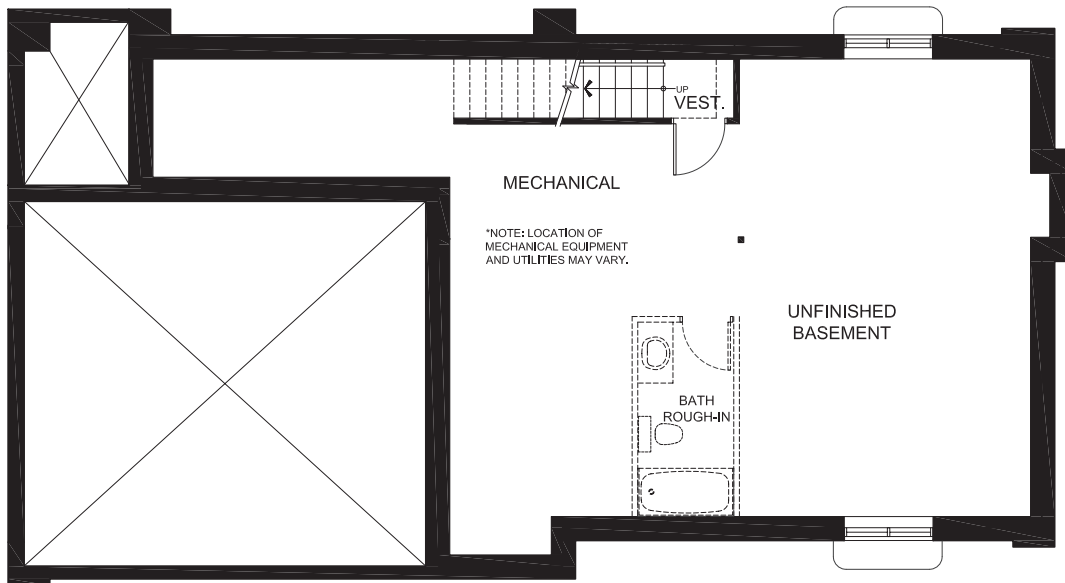 UP
VEST.
MECHANICAL
*NOTE: LOCATION OF
MECHANICAL EQUIPMENT
AND UTILITIES MAY VARY.
UNFINISHED
BASEMENT
BATH
ROUGH-IN